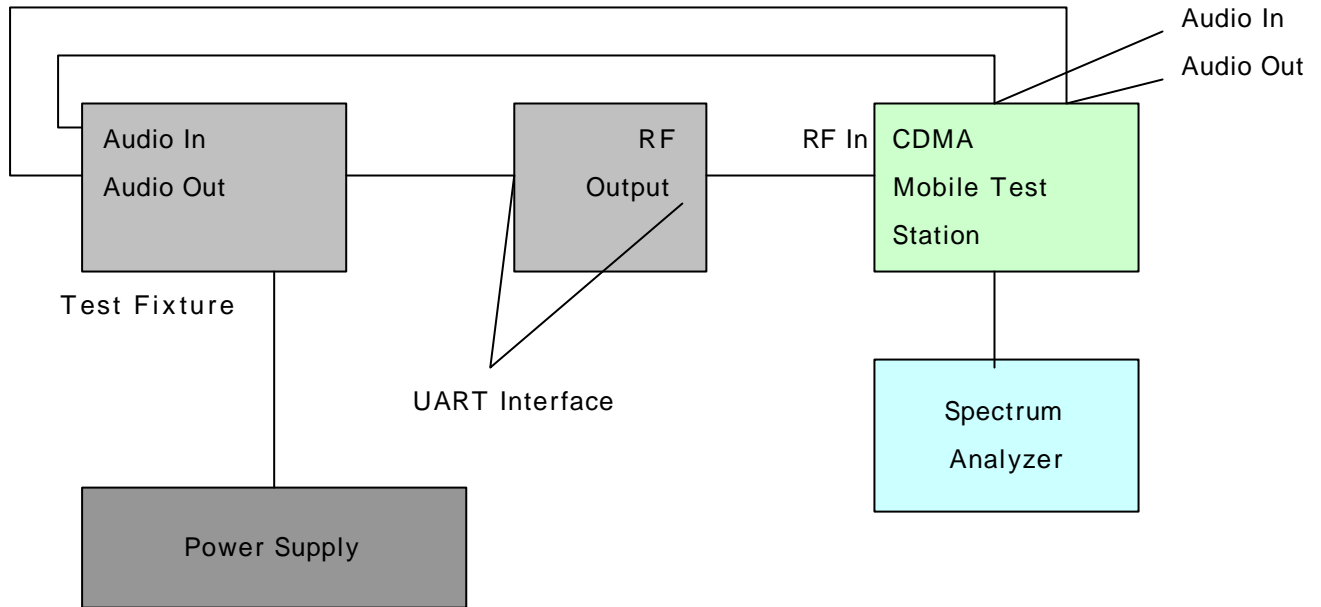 Audio In
Audio Out
Audio In
Audio Out
RF
Output
RF In
CDMA
Mobile Test
Station
Test Fixture
UART Interface
Spectrum
Analyzer
Power Supply